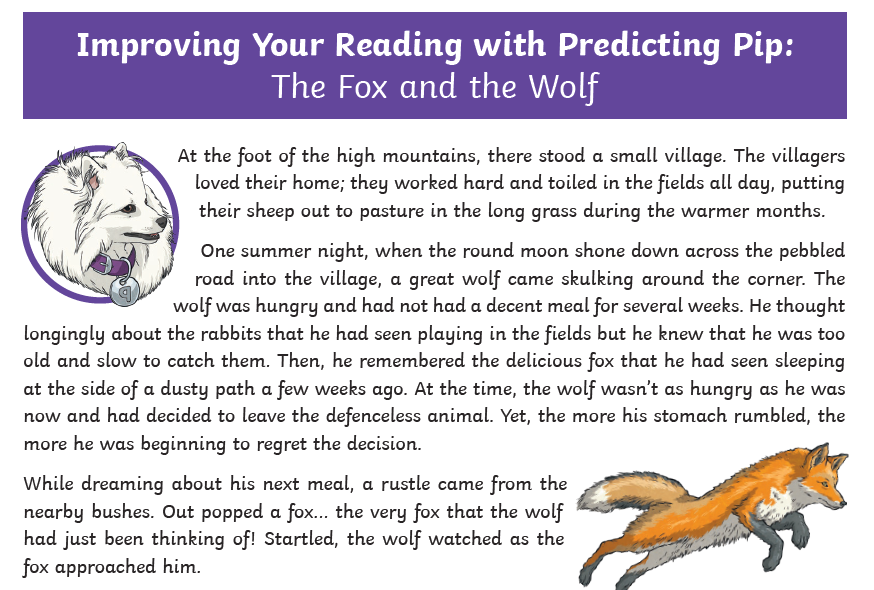 Improving Your Reading with Predicting Pip:
The Fox and the Wolf
At the foot of the high mountains, there stood a small village. The villagers
loved their home; they worked hard and toiled in the fields all day, putting
their sheep out to pasture in the long grass during the warmer months.
One summer night, when the round moon shone down across the pebbled
road into the village, a great wolf came skulking around the corner. The
wolf was hungry and had not had a decent meal for several weeks. He thought
longingly about the rabbits that he had seen playing in the fields but he knew that he was too
old and slow to catch them. Then, he remembered the delicious fox that he had seen sleeping
at the side of a dusty path a few weeks ago. At the time, the wolf wasn’t as hungry as he was
now and had decided to leave the defenceless animal. Yet, the more his stomach rumbled, the
more he was beginning to regret the decision.
While dreaming about his next meal, a rustle came from the
nearby bushes. Out popped a fox... the very fox that the wolf
had just been thinking of! Startled, the wolf watched as the
fox approached him.